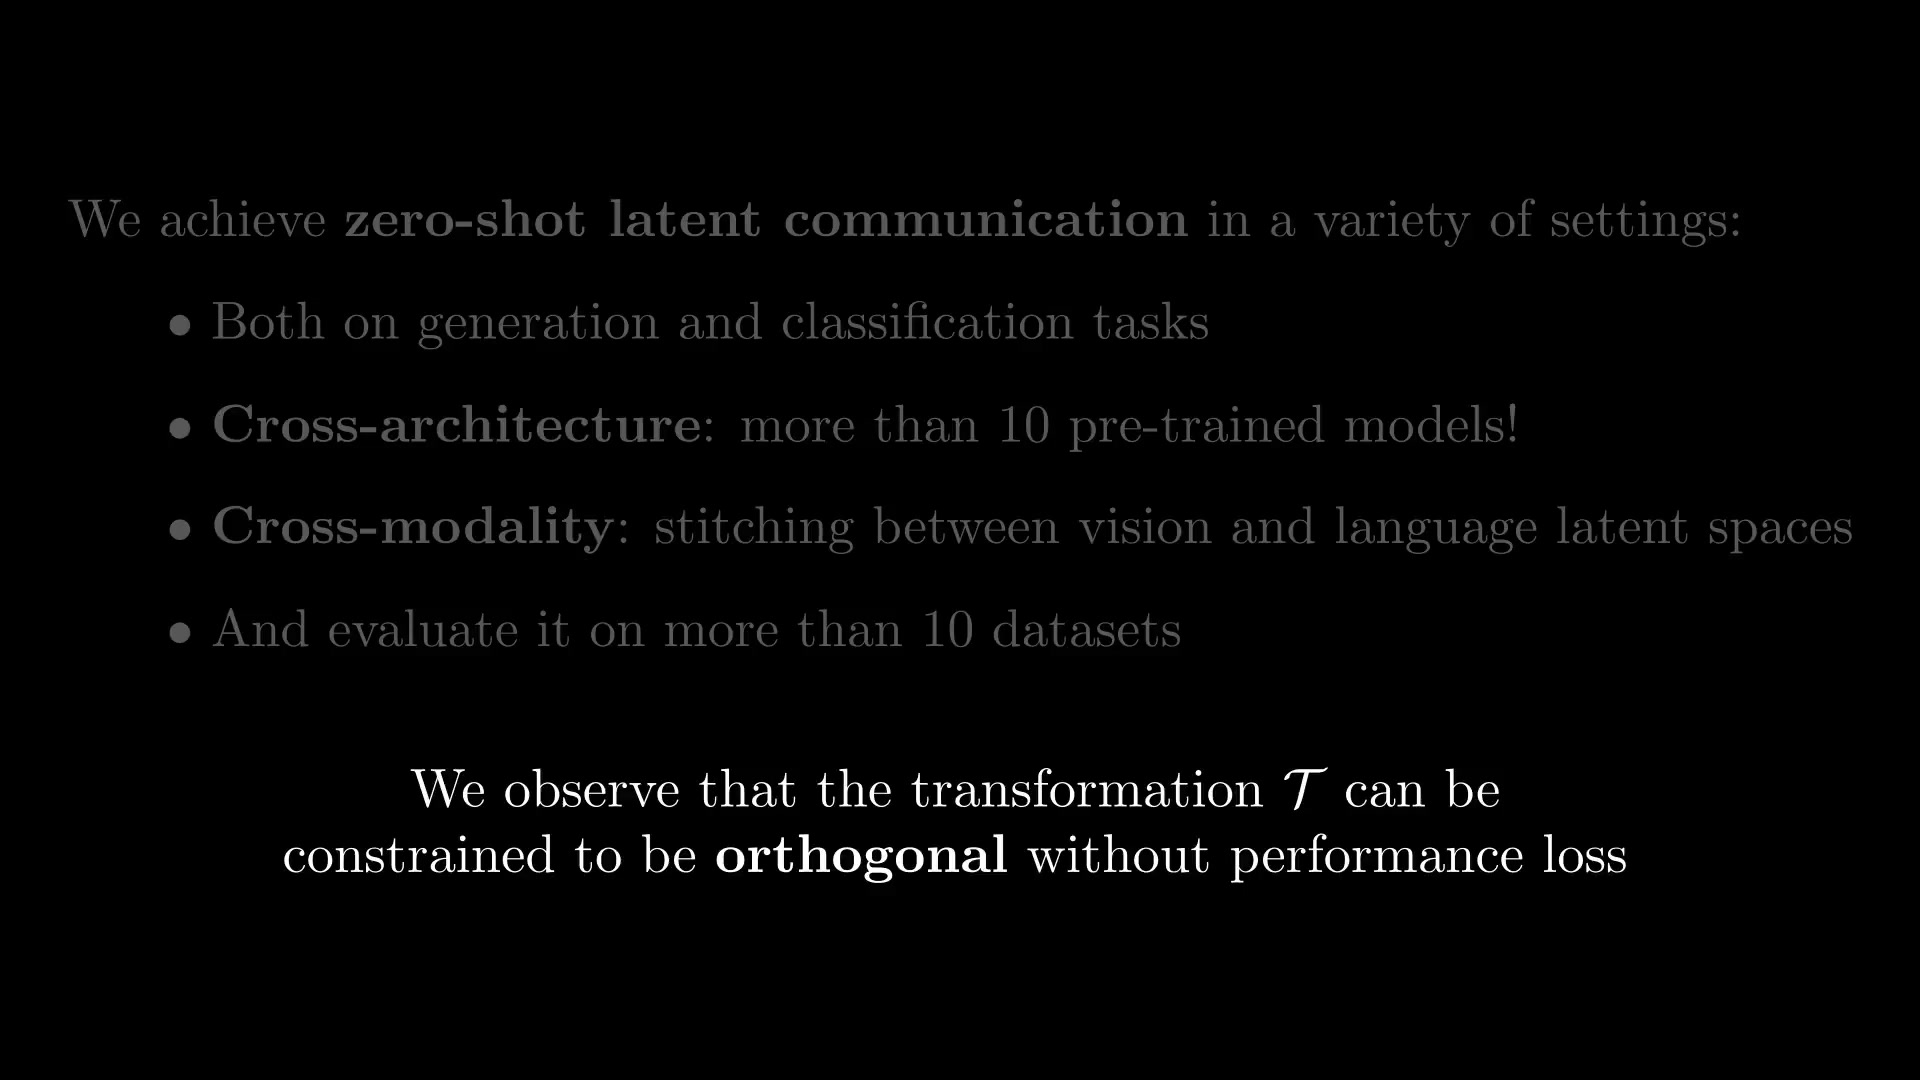 We achieve zero-shot latent communication in a variety of settings:
• Both on generation and classification tasks
• Cross-architecture: more than 10 pre-trained models!
• Cross-modality: stitching between vision and language latent spaces
• And evaluate it on more than 10 datasets
We observe that the transformation 𝒯 can be
constrained to be orthogonal without performance loss